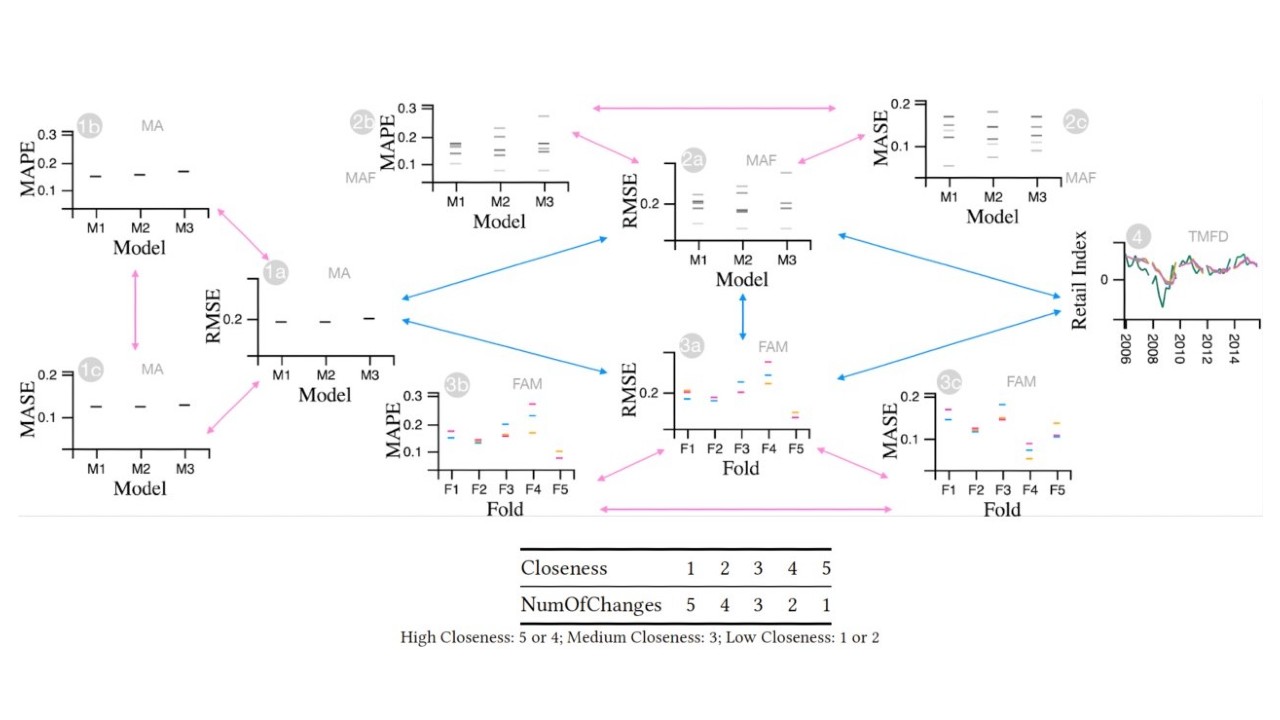 1b
MA
MAPE
0.3
0.2
0.1
M1 M2 M3
Model
2b
MAF
MAPE
0.3
0.2
0.1
M1 M2 M3
Model
2a
MAF
RMSE
0.2
M1 M2 M3
Model
2c
MAF
MASE
0.2
0.1
M1 M2 M3
Model
1a
MA
RMSE
0.2
M1 M2 M3
Model
4
TMFD
Retail Index
0
2006 2008 2010 2012 2014
1c
MA
MASE
0.2
0.1
M1 M2 M3
Model
3b
FAM
MAPE
0.3
0.2
0.1
F1 F2 F3 F4 F5
Fold
3a
FAM
RMSE
0.2
F1 F2 F3 F4 F5
Fold
3c
FAM
MASE
0.2
0.1
F1 F2 F3 F4 F5
Fold
Closeness 1 2 3 4 5
NumOfChanges 5 4 3 2 1
High Closeness: 5 or 4; Medium Closeness: 3; Low Closeness: 1 or 2